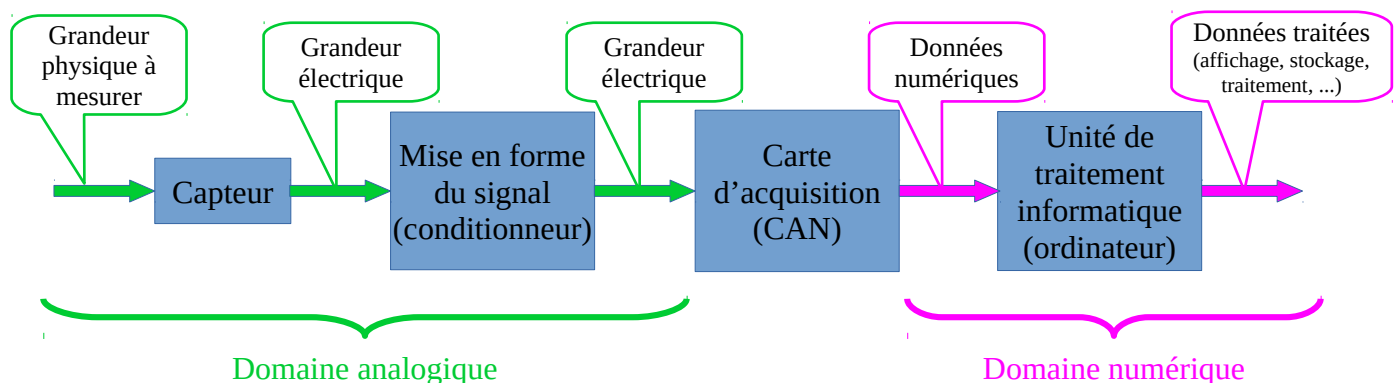 Grandeur
physique à
mesurer
Grandeur
électrique
Grandeur
électrique
Données
numériques
Données traitées
(affichage, stockage,
traitement, ...)
Capteur
Mise en forme
du signal
(conditionneur)
Carte
d’acquisition
(CAN)
Unité de
traitement
informatique
(ordinateur)
Domaine analogique
Domaine numérique